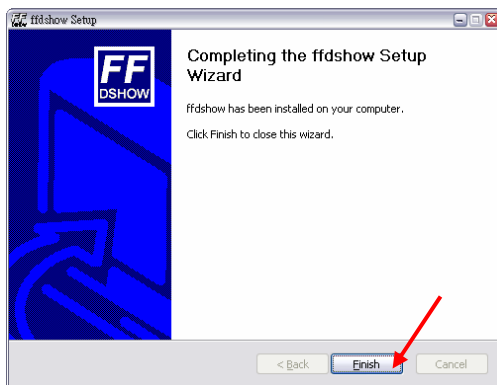 ffdshow Setup
FF
DSHOW
Completing the ffdshow Setup
Wizard
ffdshow has been installed on your computer.
Click Finish to close this wizard.
< Back
Finish
Cancel